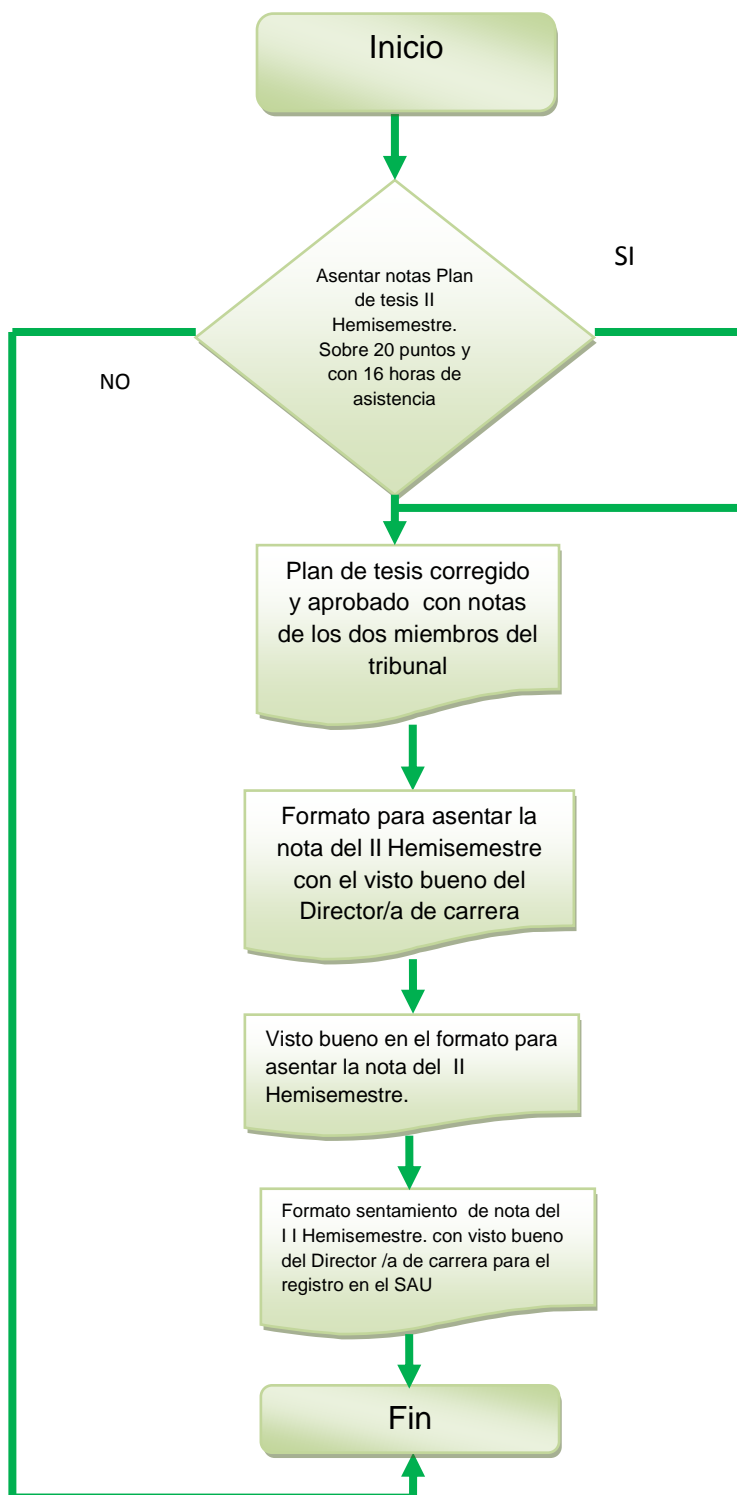 Inicio
SI
Asentar notas Plan
de tesis II
Hemisemestre.
Sobre 20 puntos y
con 16 horas de
asistencia
NO
Plan de tesis corregido
y aprobado con notas
de los dos miembros del
tribunal
Formato para asentar la
nota del II Hemisemestre
con el visto bueno del
Director/a de carrera
Visto bueno en el formato para
asentar la nota del II
Hemisemestre.
Formato sentamiento de nota del
I I Hemisemestre. con visto bueno
del Director /a de carrera para el
registro en el SAU
Fin